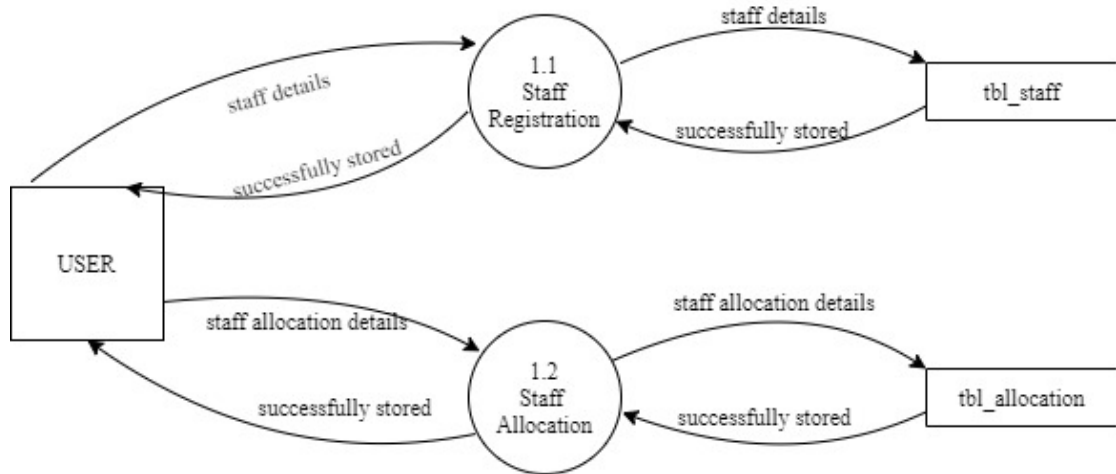 staff details
1.1
Staff
Registration
staff details
tbl_staff
successfully stored
successfully stored
USER
staff allocation details
staff allocation details
1.2
Staff
Allocation
tbl_allocation
successfully stored
successfully stored